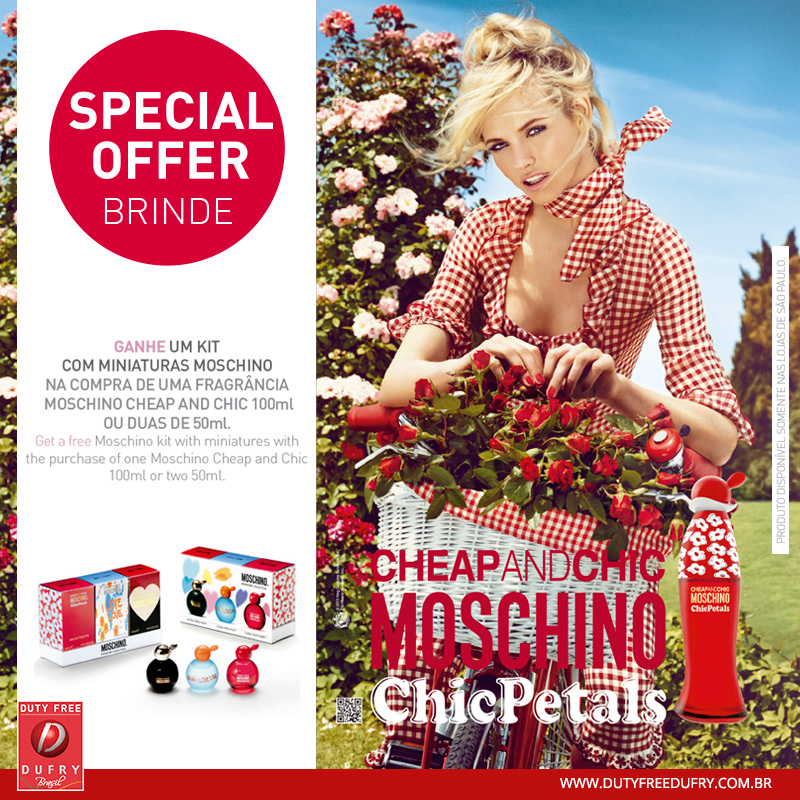 SPECIAL
OFFER
BRINDE
GANHE UM KIT
COM MINIATURAS MOSCHINO
NA COMPRA DE UMA FRAGRÂNCIA
MOSCHINO CHEAP AND CHIC 100ml
OU DUAS DE 50ml.
Get a free Moschino kit with miniatures with
the purchase of one Moschino Cheap and Chic
100ml or two 50ml.
MOSCHINO.
MOSCHINO.
DUTY FREE
DUFRY
Brasil
CHEAPANDCHIC
MOSCHINO
ChicPetals
CHEAPANDCHIC
MOSCHINO
ChicPetals
PRODUTO DISPONÍVEL SOMENTE NAS LOJAS DE SÃO PAULO.
WWW.DUTYFREEDUFRY.COM.BR